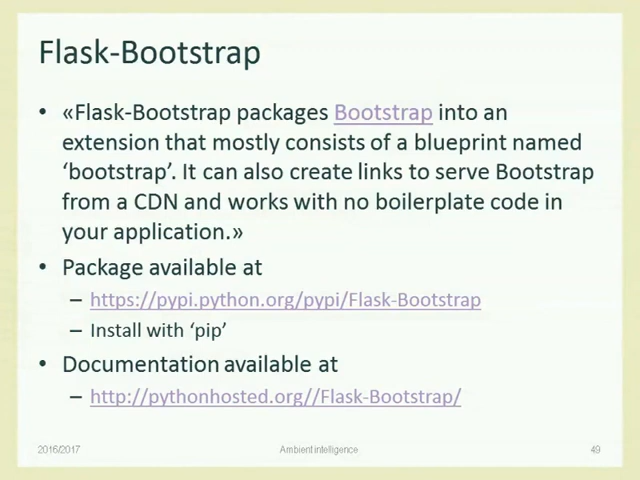 Flask-Bootstrap
• «Flask-Bootstrap packages Bootstrap into an
extension that mostly consists of a blueprint named
‘bootstrap’. It can also create links to serve Bootstrap
from a CDN and works with no boilerplate code in
your application.»
• Package available at
– https://pypi.python.org/pypi/Flask-Bootstrap
– Install with ‘pip’
• Documentation available at
– http://pythonhosted.org//Flask-Bootstrap/
2016/2017 Ambient intelligence 49